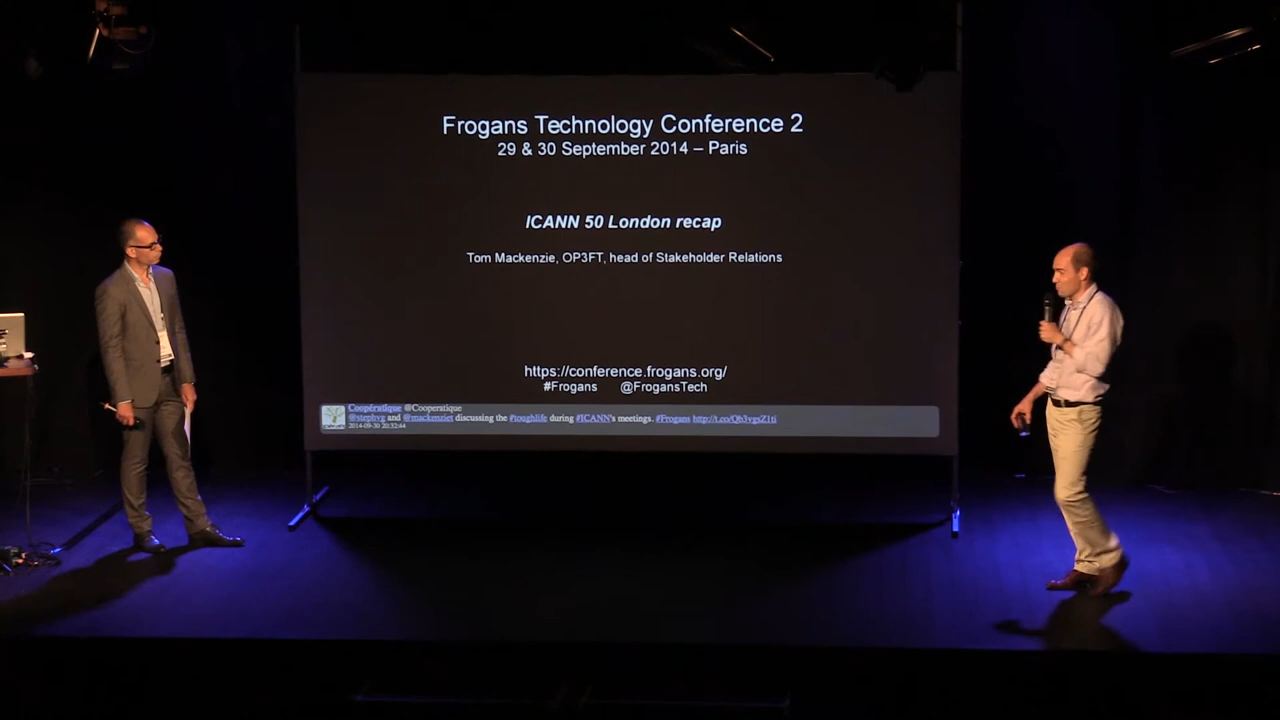 Frogans Technology Conference 2
29 & 30 September 2014 – Paris
ICANN 50 London recap
Tom Mackenzie, OP3FT, head of Stakeholder Relations
https://conference.frogans.org/
#Frogans @FrogansTech
Coopératique @Cooperatique
@stephvg and @mackenziet discussing the #toughlife during #ICANN's meetings. #Frogans http://t.co/Qb3vgsZ1ti
2014-09-30 20:32:44